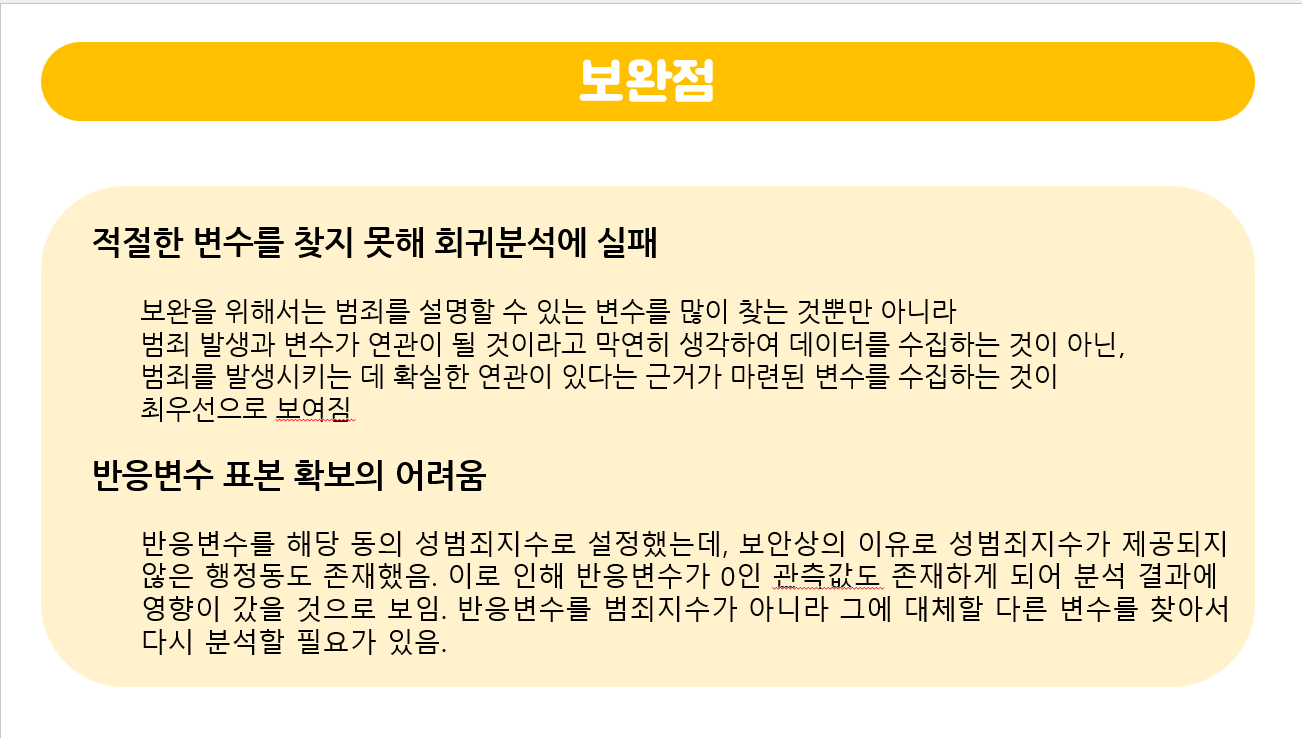 보완점
적절한 변수를 찾지 못해 회귀분석에 실패
보완을 위해서는 범죄를 설명할 수 있는 변수를 많이 찾는 것뿐만 아니라
범죄 발생과 변수가 연관이 될 것이라고 막연히 생각하여 데이터를 수집하는 것이 아닌,
범죄를 발생시키는 데 확실한 연관이 있다는 근거가 마련된 변수를 수집하는 것이
최우선으로 보여짐
반응변수 표본 확보의 어려움
반응변수를 해당 동의 성범죄지수로 설정했는데, 보안상의 이유로 성범죄지수가 제공되지
않은 행정동도 존재했음. 이로 인해 반응변수가 0인 관측값도 존재하게 되어 분석 결과에
영향이 갔을 것으로 보임. 반응변수를 범죄지수가 아니라 그에 대체할 다른 변수를 찾아서
다시 분석할 필요가 있음.